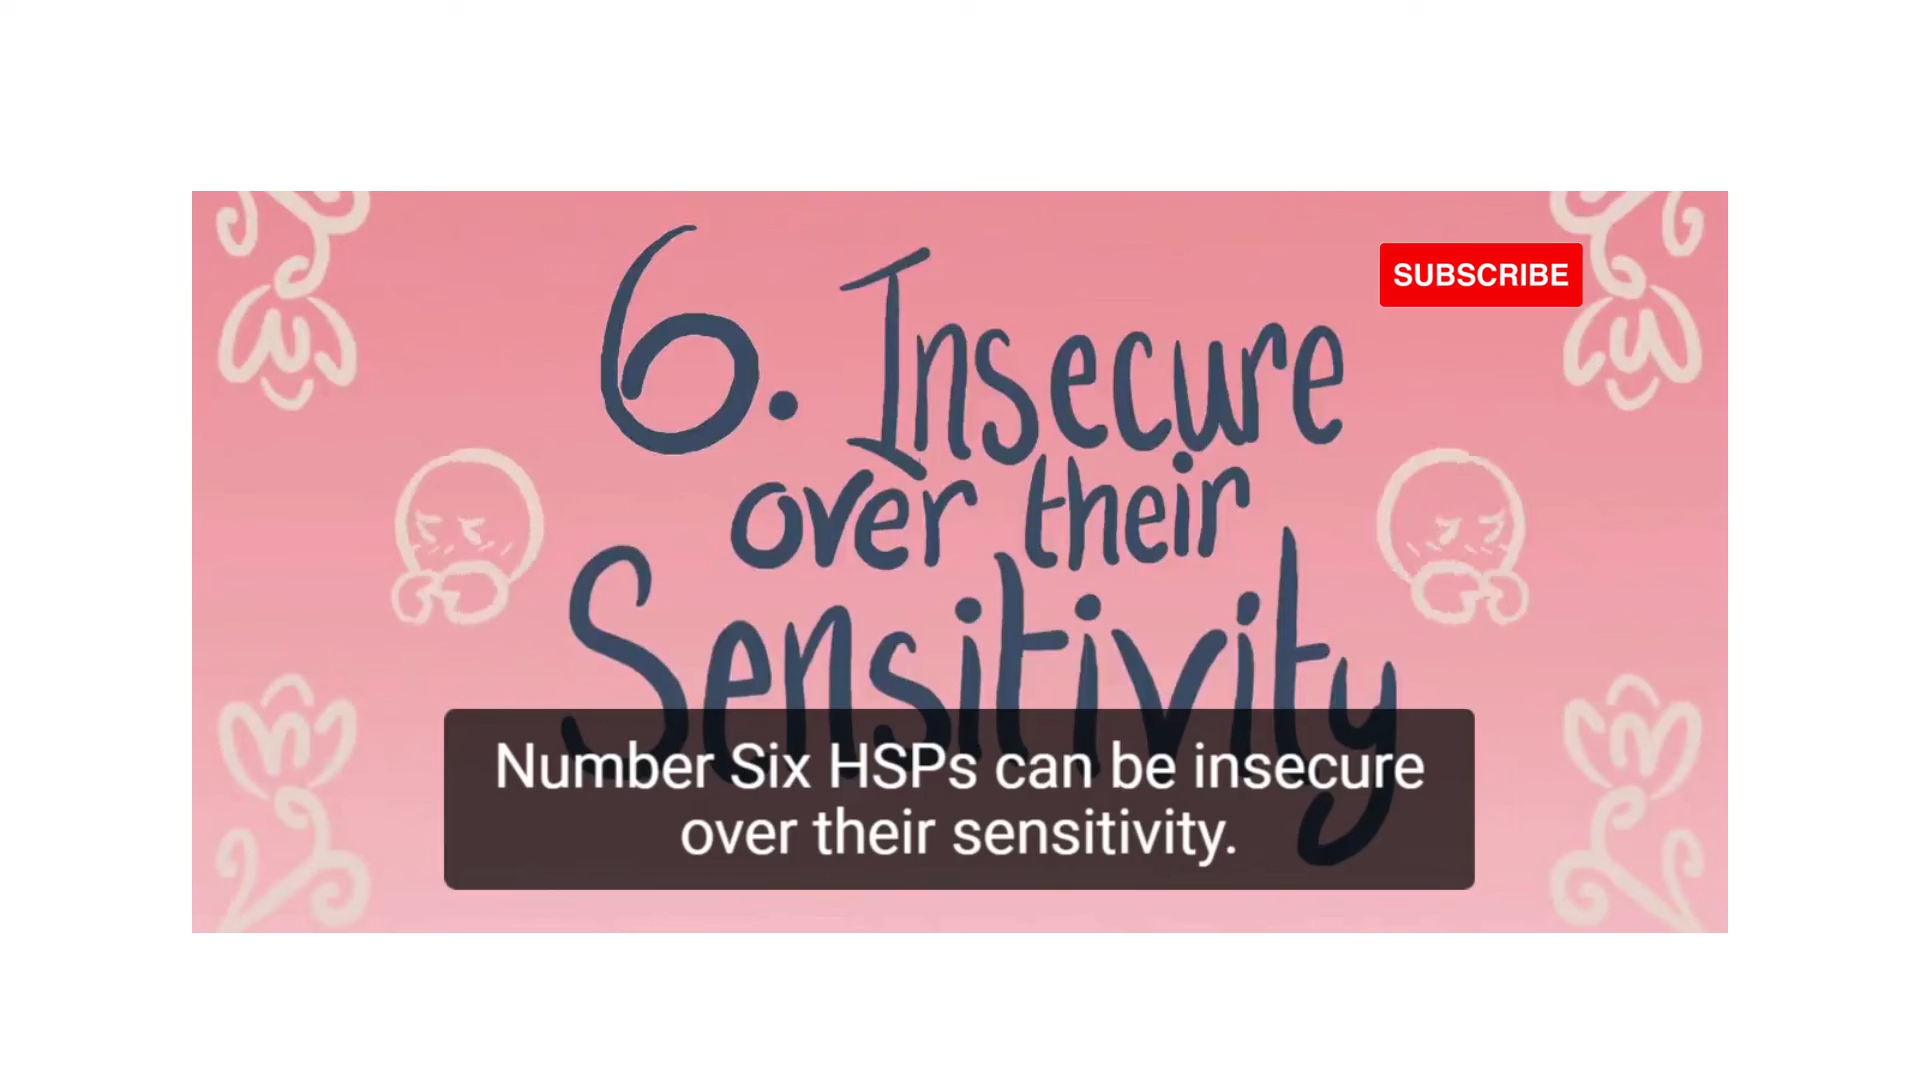 SUBSCRIBE
6. Insecure
over their
Sensitivity
Number Six HSPs can be insecure
over their sensitivity.